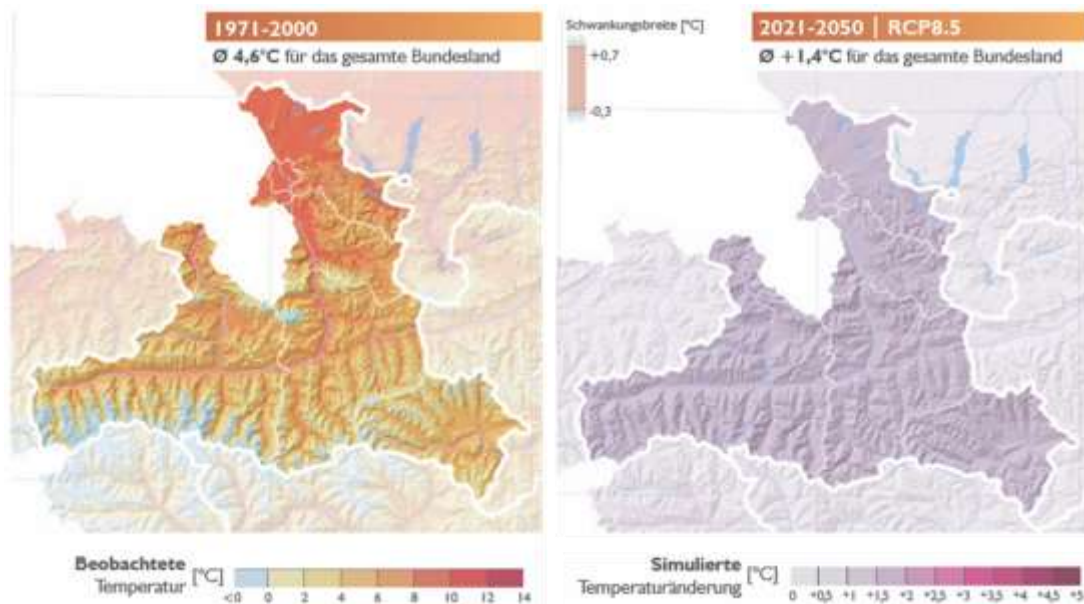 1971-2000
Ø 4,6°C für das gesamte Bundesland
Schwankungsbreite [°C]
+0,7
-0,3
2021-2050 | RCP8.5
Ø +1,4°C für das gesamte Bundesland
Beobachtete
Temperatur [°C]
<0 0 2 4 6 8 10 12 14
Simulierte
Temperaturänderung [°C]
0 +0,5 +1 +1,5 +2 +2,5 +3 +3,5 +4 +4,5 +5